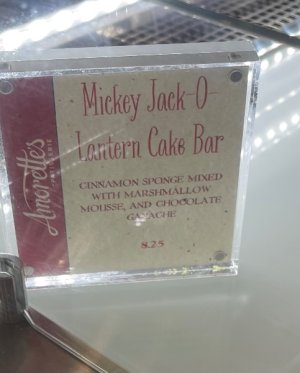 Mickey Jack-O-
Lantern Cake Bar
CINNAMON SPONGE MIXED
WITH MARSHMALLOW
MOUSSE, AND CHOCOLATE
GANACHE
8.25
Amorette's